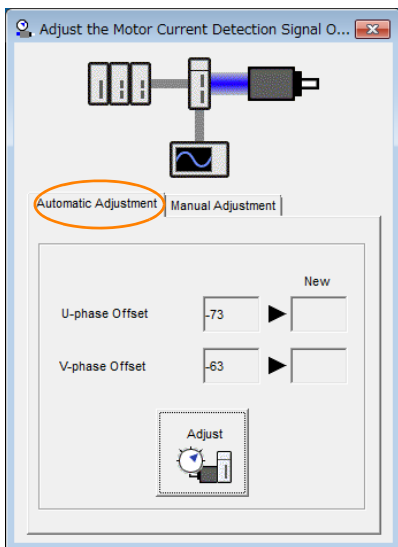 Adjust the Motor Current Detection Signal O...
Automatic Adjustment Manual Adjustment
New
U-phase Offset -73
V-phase Offset -63
Adjust